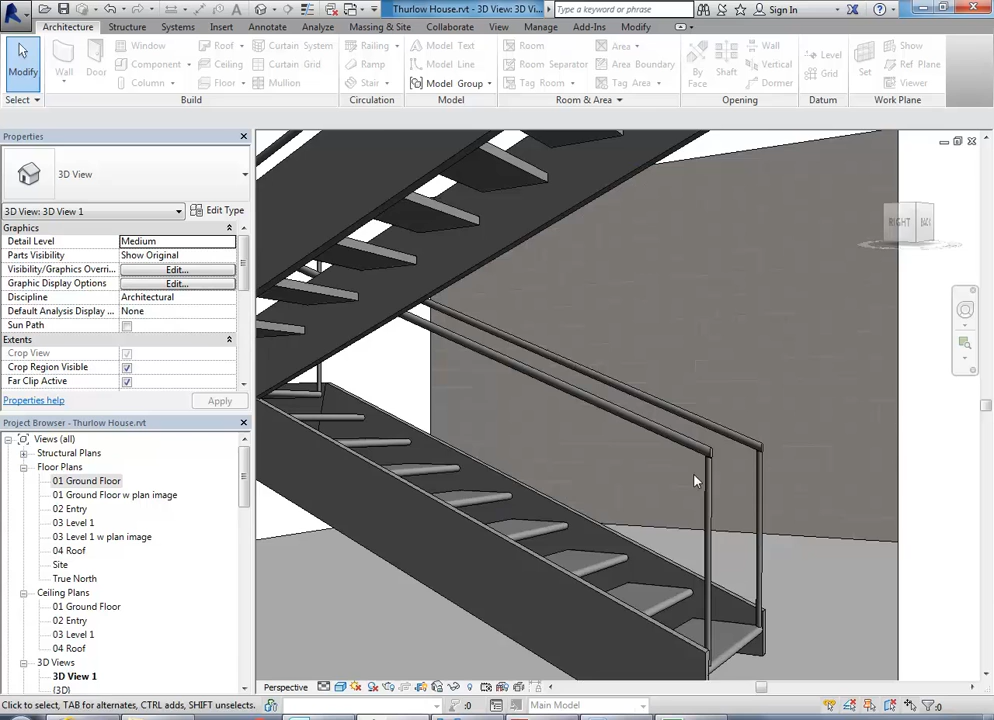 Thurlow House.rvt - 3D View: 3D Vi...
Type a keyword or phrase
Sign In
Architecture Structure Systems Insert Annotate Analyze Massing & Site Collaborate View Manage Add-Ins Modify
Modify
Wall
Door
Window
Component
Column
Roof
Ceiling
Floor
Curtain System
Curtain Grid
Mullion
Railing
Ramp
Stair
Model Text
Model Line
Model Group
Room
Room Separator
Tag Room
Area
Area Boundary
Tag Area
By Face
Shaft
Wall
Vertical
Dormer
Level
Grid
Set
Show
Ref Plane
Viewer
Select
Build
Circulation
Model
Room & Area
Opening
Datum
Work Plane
Properties
3D View
3D View: 3D View 1
Edit Type
Graphics
Detail Level Medium
Parts Visibility Show Original
Visibility/Graphics Overri... Edit...
Graphic Display Options Edit...
Discipline Architectural
Default Analysis Display ... None
Sun Path
Extents
Crop View
Crop Region Visible
Far Clip Active
Properties help
Apply
Project Browser - Thurlow House.rvt
Views (all)
Structural Plans
Floor Plans
01 Ground Floor
01 Ground Floor w plan image
02 Entry
03 Level 1
03 Level 1 w plan image
04 Roof
Site
True North
Ceiling Plans
01 Ground Floor
02 Entry
03 Level 1
04 Roof
3D Views
3D View 1
{3D}
RIGHT
BACK
Perspective
Click to select, TAB for alternates, CTRL adds, SHIFT unselects.
:0
Main Model
:0